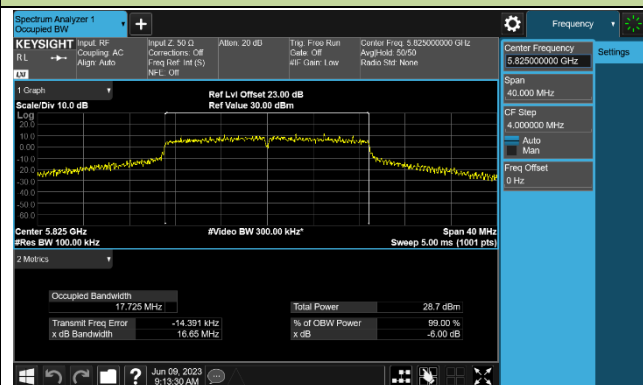 Spectrum Analyzer 1
Occupied BW
Frequency
KEYSIGHT
RL
LXI
Input: RF
Coupling: AC
Align: Auto
Input Z: 50 Ω
Corrections: Off
Freq Ref: Int (S)
NFE: Off
Atten: 20 dB
Trig: Free Run
Gate: Off
#IF Gain: Low
Center Freq: 5.825000000 GHz
Avg|Hold: 50/50
Radio Std: None
Center Frequency
5.825000000 GHz
Settings
Span
40.000 MHz
CF Step
4.000000 MHz
Auto
Man
Freq Offset
0 Hz
1 Graph
Scale/Div 10.0 dB
Ref Lvl Offset 23.00 dB
Ref Value 30.00 dBm
Log
20.0
10.0
0.00
-10.0
-20.0
-30.0
-40.0
-50.0
-60.0
Center 5.825 GHz
#Res BW 100.00 kHz
#Video BW 300.00 kHz*
Span 40 MHz
Sweep 5.00 ms (1001 pts)
2 Metrics
Occupied Bandwidth
17.725 MHz
Total Power 28.7 dBm
Transmit Freq Error -14.391 kHz
% of OBW Power 99.00 %
x dB Bandwidth 16.65 MHz
x dB -6.00 dB
?
Jun 09, 2023
9:13:30 AM